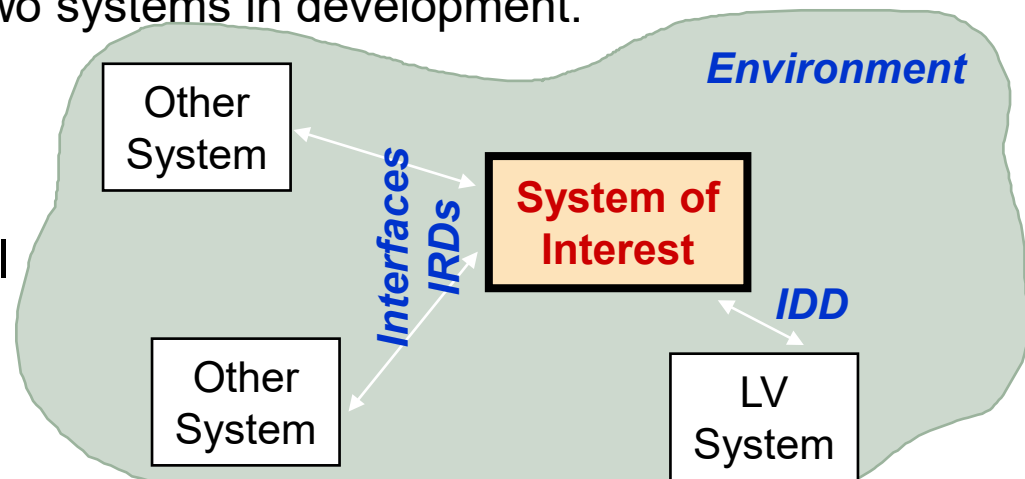 wo systems in development.
Environment
Other
System
Interfaces
IRDs
System of
Interest
IDD
Other
System
LV
System